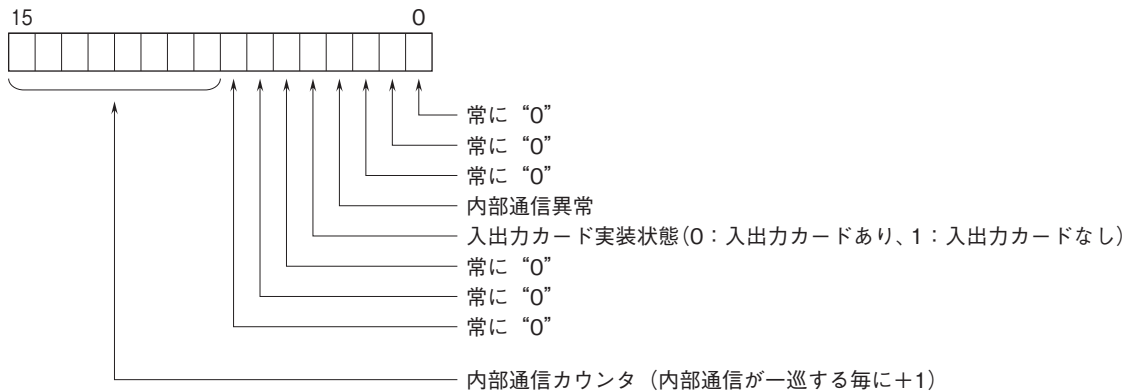 15 0
常に “0”
常に “0”
常に “0”
内部通信異常
入出力カード実装状態(0：入出力カードあり、1：入出力カードなし)
常に “0”
常に “0”
常に “0”
内部通信カウンタ（内部通信が一巡する毎に＋1）